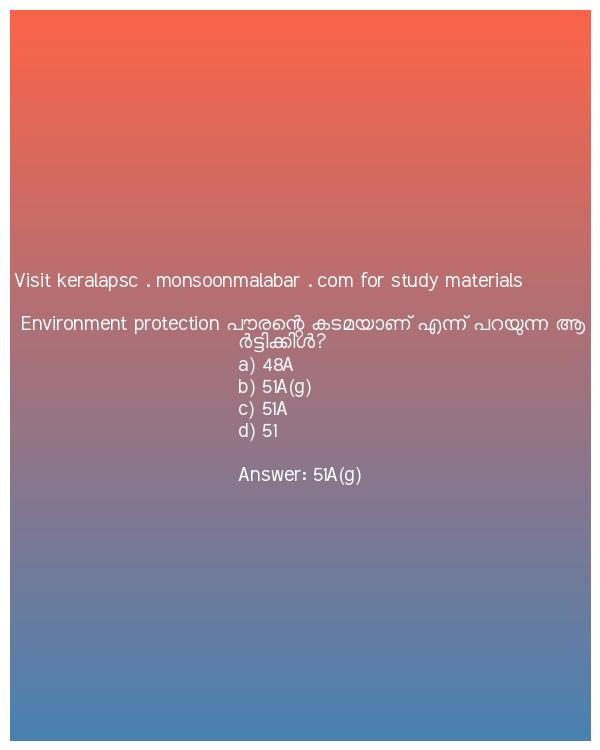 Visit keralapsc . monsoonmalabar . com for study materials
Environment protection പൗരന്റെ കടമയാണ് എന്ന് പറയുന്ന ആ
ർട്ടിക്കിൾ?
a) 48A
b) 51A(g)
c) 51A
d) 51
Answer: 51A(g)